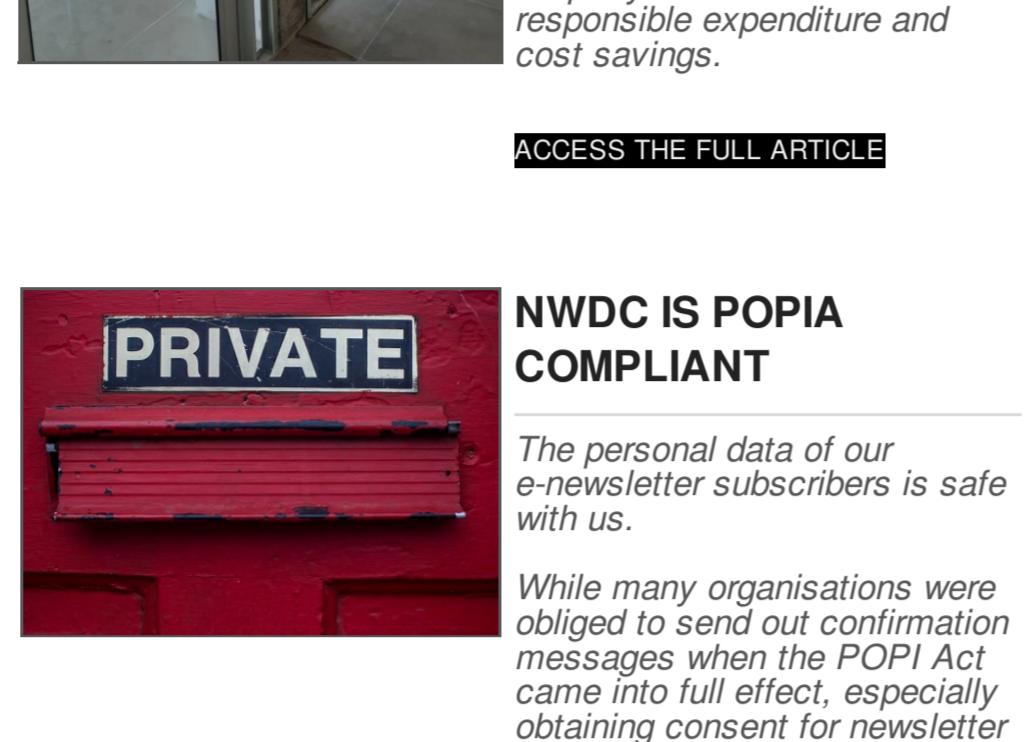 responsible expenditure and
cost savings.
ACCESS THE FULL ARTICLE
PRIVATE
NWDC IS POPIA
COMPLIANT
The personal data of our
e-newsletter subscribers is safe
with us.
While many organisations were
obliged to send out confirmation
messages when the POPI Act
came into full effect, especially
obtaining consent for newsletter